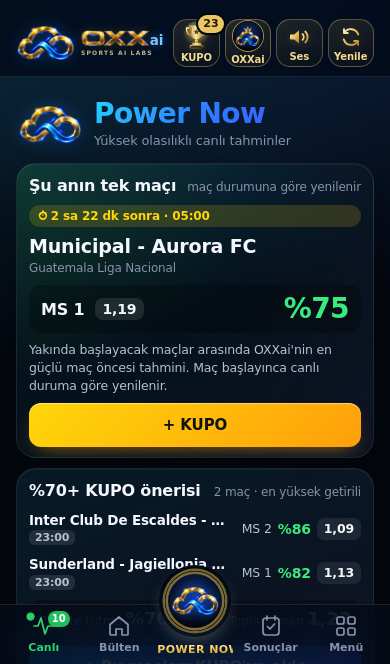 OXX ai
SPORTS AI LABS
23
KUPO
OXXai
Ses
Yenile
Power Now
Yüksek olasılıklı canlı tahminler
Şu anın tek maçı
maç durumuna göre yenilenir
2 sa 22 dk sonra · 05:00
Municipal - Aurora FC
Guatemala Liga Nacional
MS 1 1,19 %75
Yakında başlayacak maçlar arasında OXXai'nin en
güçlü maç öncesi tahmini. Maç başlayınca canlı
duruma göre yenilenir.
+ KUPO
%70+ KUPO önerisi
2 maç · en yüksek getirili
Inter Club De Escaldes - ...
23:00
MS 2 %86 1,09
Sunderland - Jagiellonia ...
23:00
MS 1 %82 1,13
10
Canlı
Bülten
POWER NOW
Sonuçlar
Menü